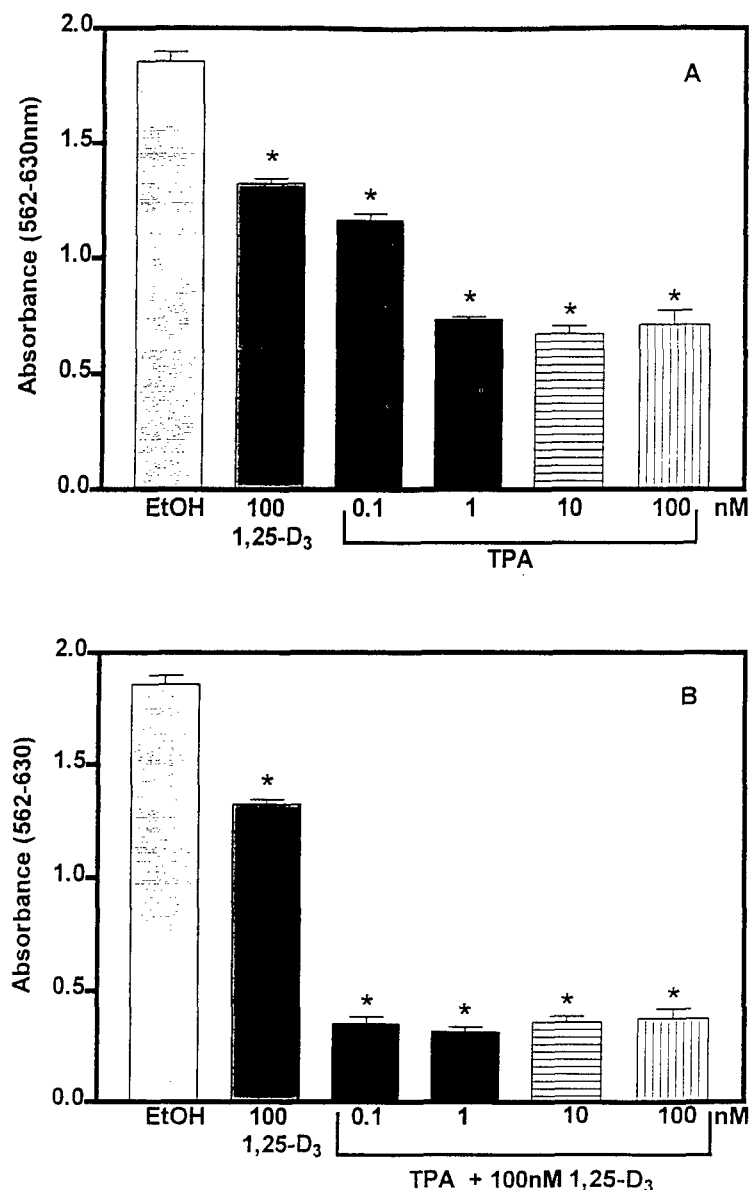 2.0
A
*
*
1.5
*
*
*
1.0
0.5
0.0
Absorbance (562-630nm)
EtOH 100 0.1 1 10 100 nM
1,25-D₃
TPA
2.0
B
1.5
*
1.0
0.5
*
*
*
*
0.0
Absorbance (562-630)
EtOH 100 0.1 1 10 100 nM
1,25-D₃
TPA + 100nM 1,25-D₃